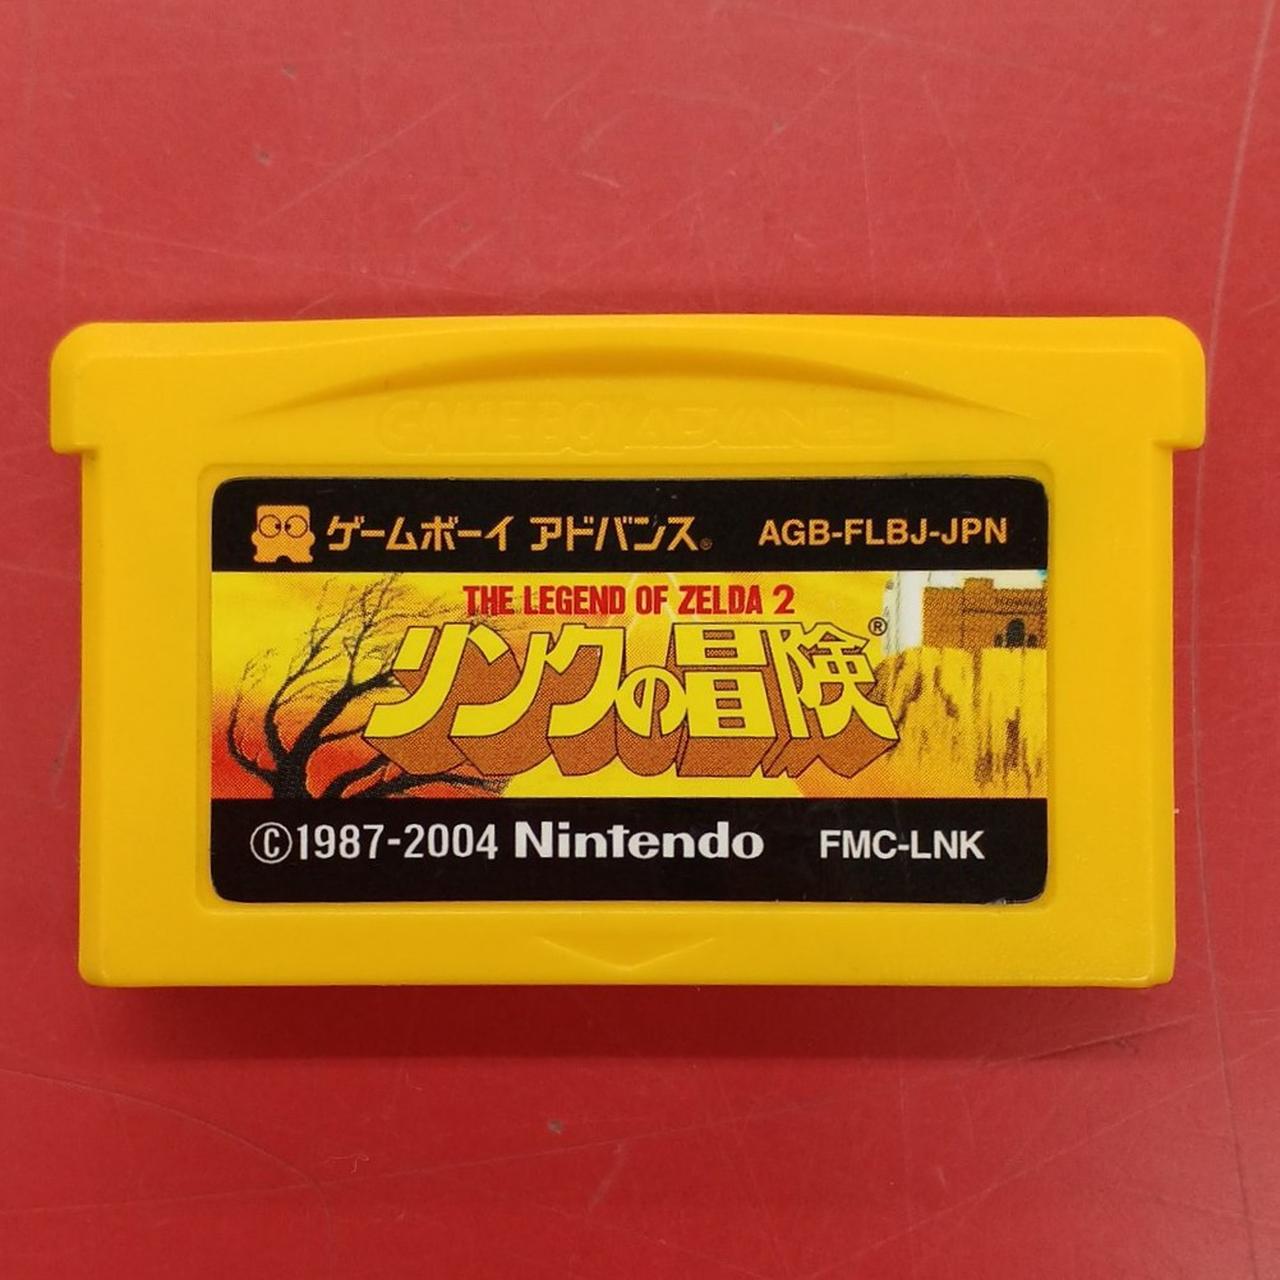 GAME BOY ADVANCE
ゲームボーイ アドバンス® AGB-FLBJ-JPN
THE LEGEND OF ZELDA 2
リンクの冒険®
©1987-2004 Nintendo FMC-LNK